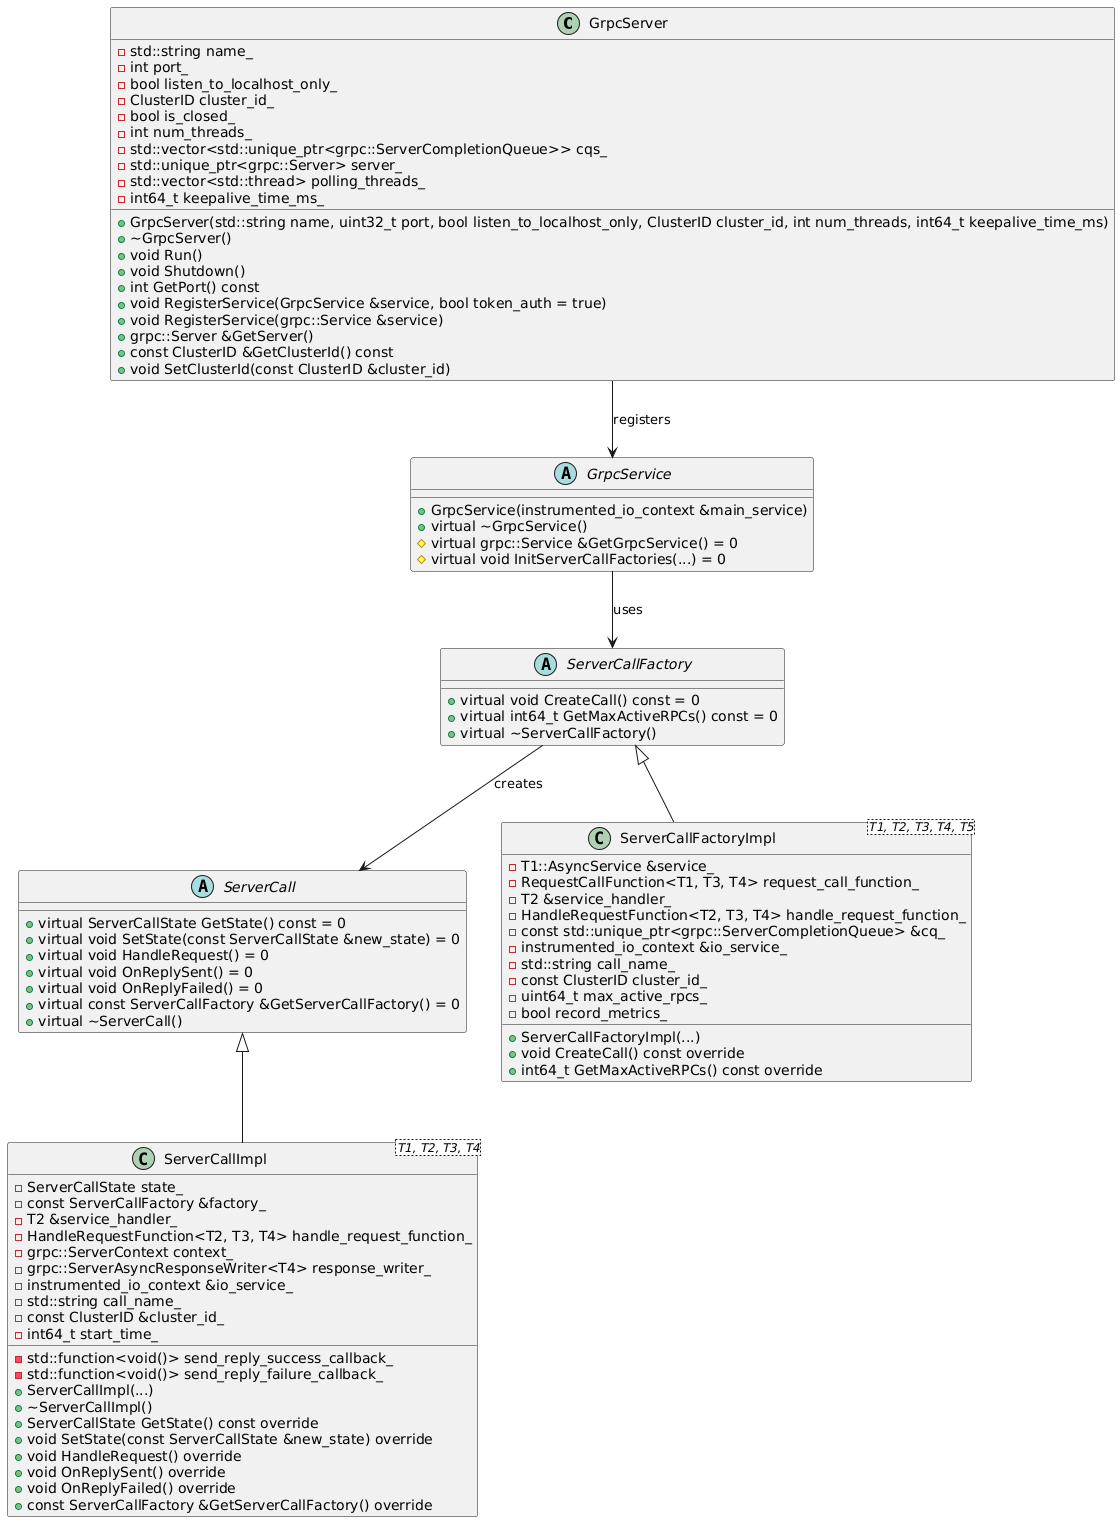 C GrpcServer
std::string name_
int port_
bool listen_to_localhost_only_
ClusterID cluster_id_
bool is_closed_
int num_threads_
std::vector<std::unique_ptr<grpc::ServerCompletionQueue>> cqs_
std::unique_ptr<grpc::Server> server_
std::vector<std::thread> polling_threads_
int64_t keepalive_time_ms_
GrpcServer(std::string name, uint32_t port, bool listen_to_localhost_only, ClusterID cluster_id, int num_threads, int64_t keepalive_time_ms)
~GrpcServer()
void Run()
void Shutdown()
int GetPort() const
void RegisterService(GrpcService &service, bool token_auth = true)
void RegisterService(grpc::Service &service)
grpc::Server &GetServer()
const ClusterID &GetClusterId() const
void SetClusterId(const ClusterID &cluster_id)
registers
A GrpcService
GrpcService(instrumented_io_context &main_service)
virtual ~GrpcService()
virtual grpc::Service &GetGrpcService() = 0
virtual void InitServerCallFactories(...) = 0
uses
A ServerCallFactory
virtual void CreateCall() const = 0
virtual int64_t GetMaxActiveRPCs() const = 0
virtual ~ServerCallFactory()
creates
C ServerCallFactoryImpl
T1, T2, T3, T4, T5
T1::AsyncService &service_
RequestCallFunction<T1, T3, T4> request_call_function_
T2 &service_handler_
HandleRequestFunction<T2, T3, T4> handle_request_function_
const std::unique_ptr<grpc::ServerCompletionQueue> &cq_
instrumented_io_context &io_service_
std::string call_name_
const ClusterID cluster_id_
uint64_t max_active_rpcs_
bool record_metrics_
ServerCallFactoryImpl(...)
void CreateCall() const override
int64_t GetMaxActiveRPCs() const override
A ServerCall
virtual ServerCallState GetState() const = 0
virtual void SetState(const ServerCallState &new_state) = 0
virtual void HandleRequest() = 0
virtual void OnReplySent() = 0
virtual void OnReplyFailed() = 0
virtual const ServerCallFactory &GetServerCallFactory() = 0
virtual ~ServerCall()
C ServerCallImpl
T1, T2, T3, T4
ServerCallState state_
const ServerCallFactory &factory_
T2 &service_handler_
HandleRequestFunction<T2, T3, T4> handle_request_function_
grpc::ServerContext context_
grpc::ServerAsyncResponseWriter<T4> response_writer_
instrumented_io_context &io_service_
std::string call_name_
const ClusterID &cluster_id_
int64_t start_time_
std::function<void()> send_reply_success_callback_
std::function<void()> send_reply_failure_callback_
ServerCallImpl(...)
~ServerCallImpl()
ServerCallState GetState() const override
void SetState(const ServerCallState &new_state) override
void HandleRequest() override
void OnReplySent() override
void OnReplyFailed() override
const ServerCallFactory &GetServerCallFactory() override